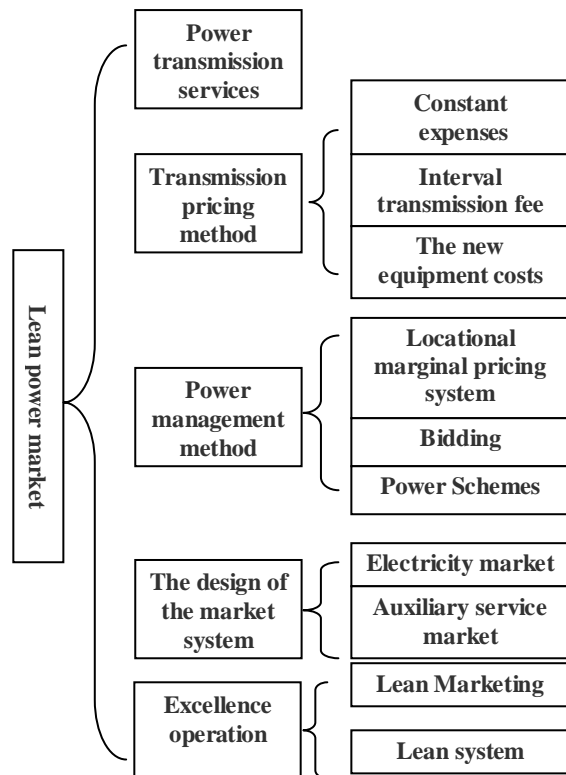 Lean power market
Power
transmission
services
Transmission
pricing
method
Constant
expenses
Interval
transmission fee
The new
equipment costs
Power
management
method
Locational
marginal pricing
system
Bidding
Power Schemes
The design of
the market
system
Electricity market
Auxiliary service
market
Excellence
operation
Lean Marketing
Lean system